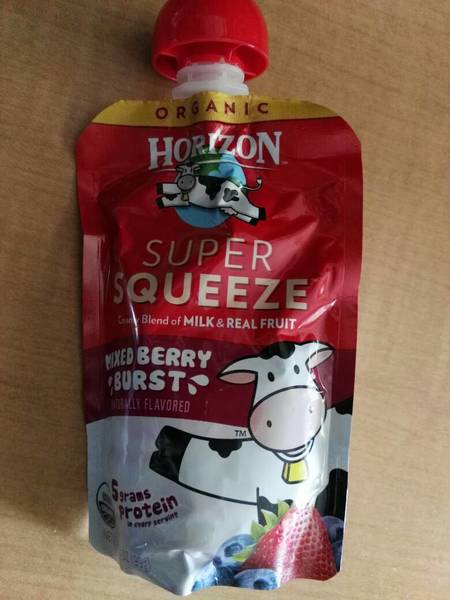 ORGANIC
HORIZON
SUPER
SQUEEZE
Creamy Blend of MILK & REAL FRUIT
MIXED BERRY
BURST
NATURALLY FLAVORED
TM
5 grams
Protein
in every serving